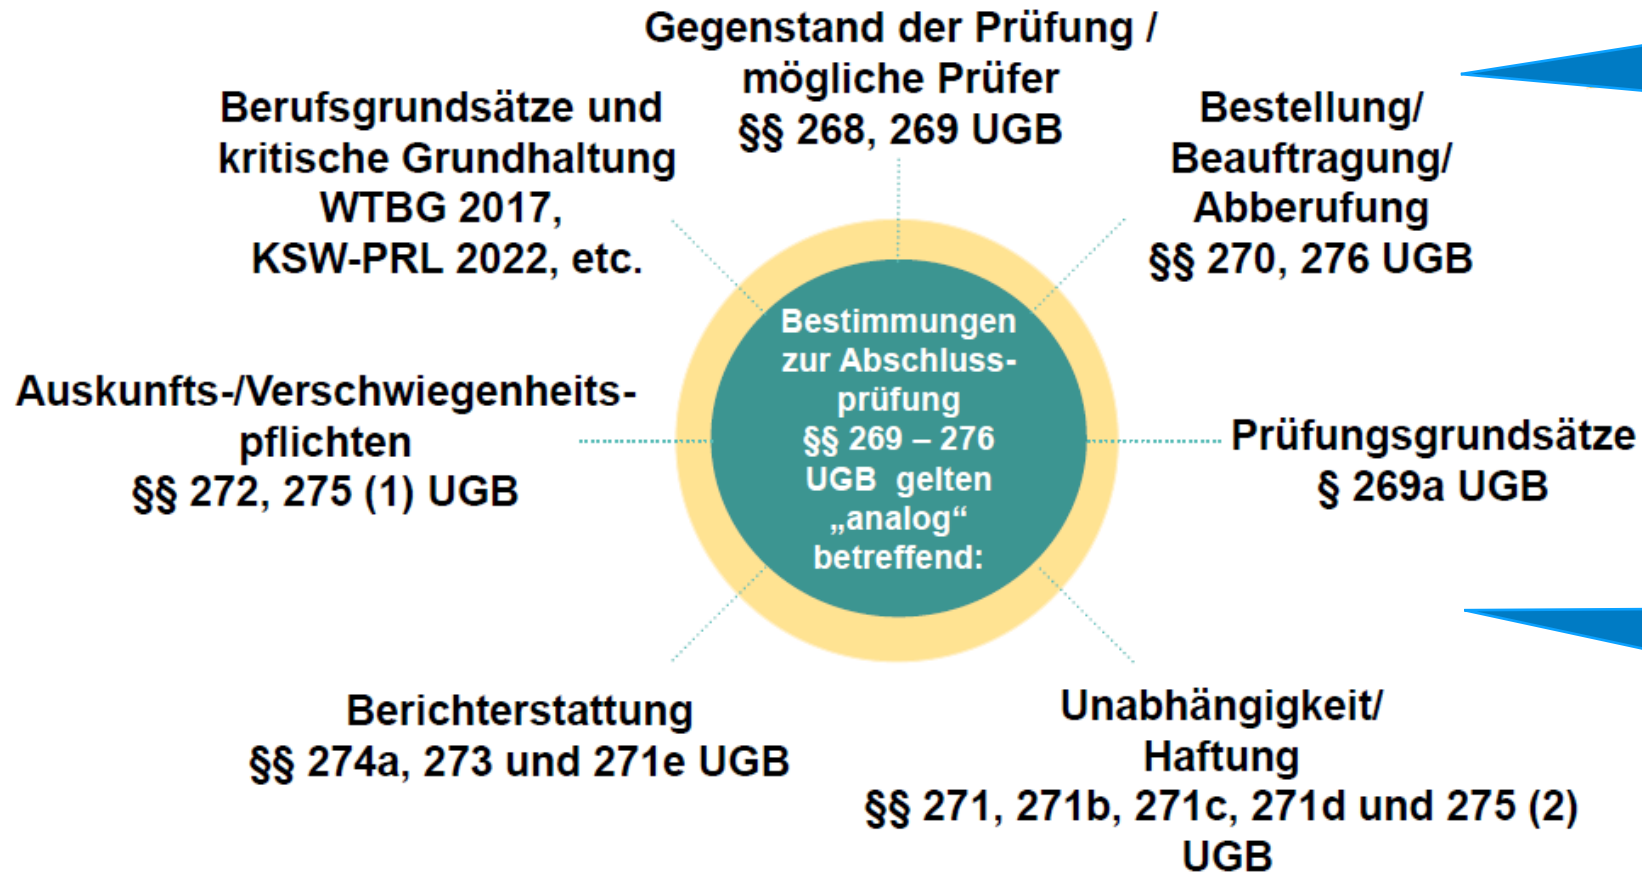 Gegenstand der Prüfung /
mögliche Prüfer
§§ 268, 269 UGB
Berufsgrundsätze und
kritische Grundhaltung
WTBG 2017,
KSW-PRL 2022, etc.
Bestellung/
Beauftragung/
Abberufung
§§ 270, 276 UGB
Bestimmungen
zur Abschluss-
prüfung
§§ 269 – 276
UGB gelten
„analog“
betreffend:
Auskunfts-/Verschwiegenheits-
pflichten
§§ 272, 275 (1) UGB
Prüfungsgrundsätze
§ 269a UGB
Berichterstattung
§§ 274a, 273 und 271e UGB
Unabhängigkeit/
Haftung
§§ 271, 271b, 271c, 271d und 275 (2)
UGB